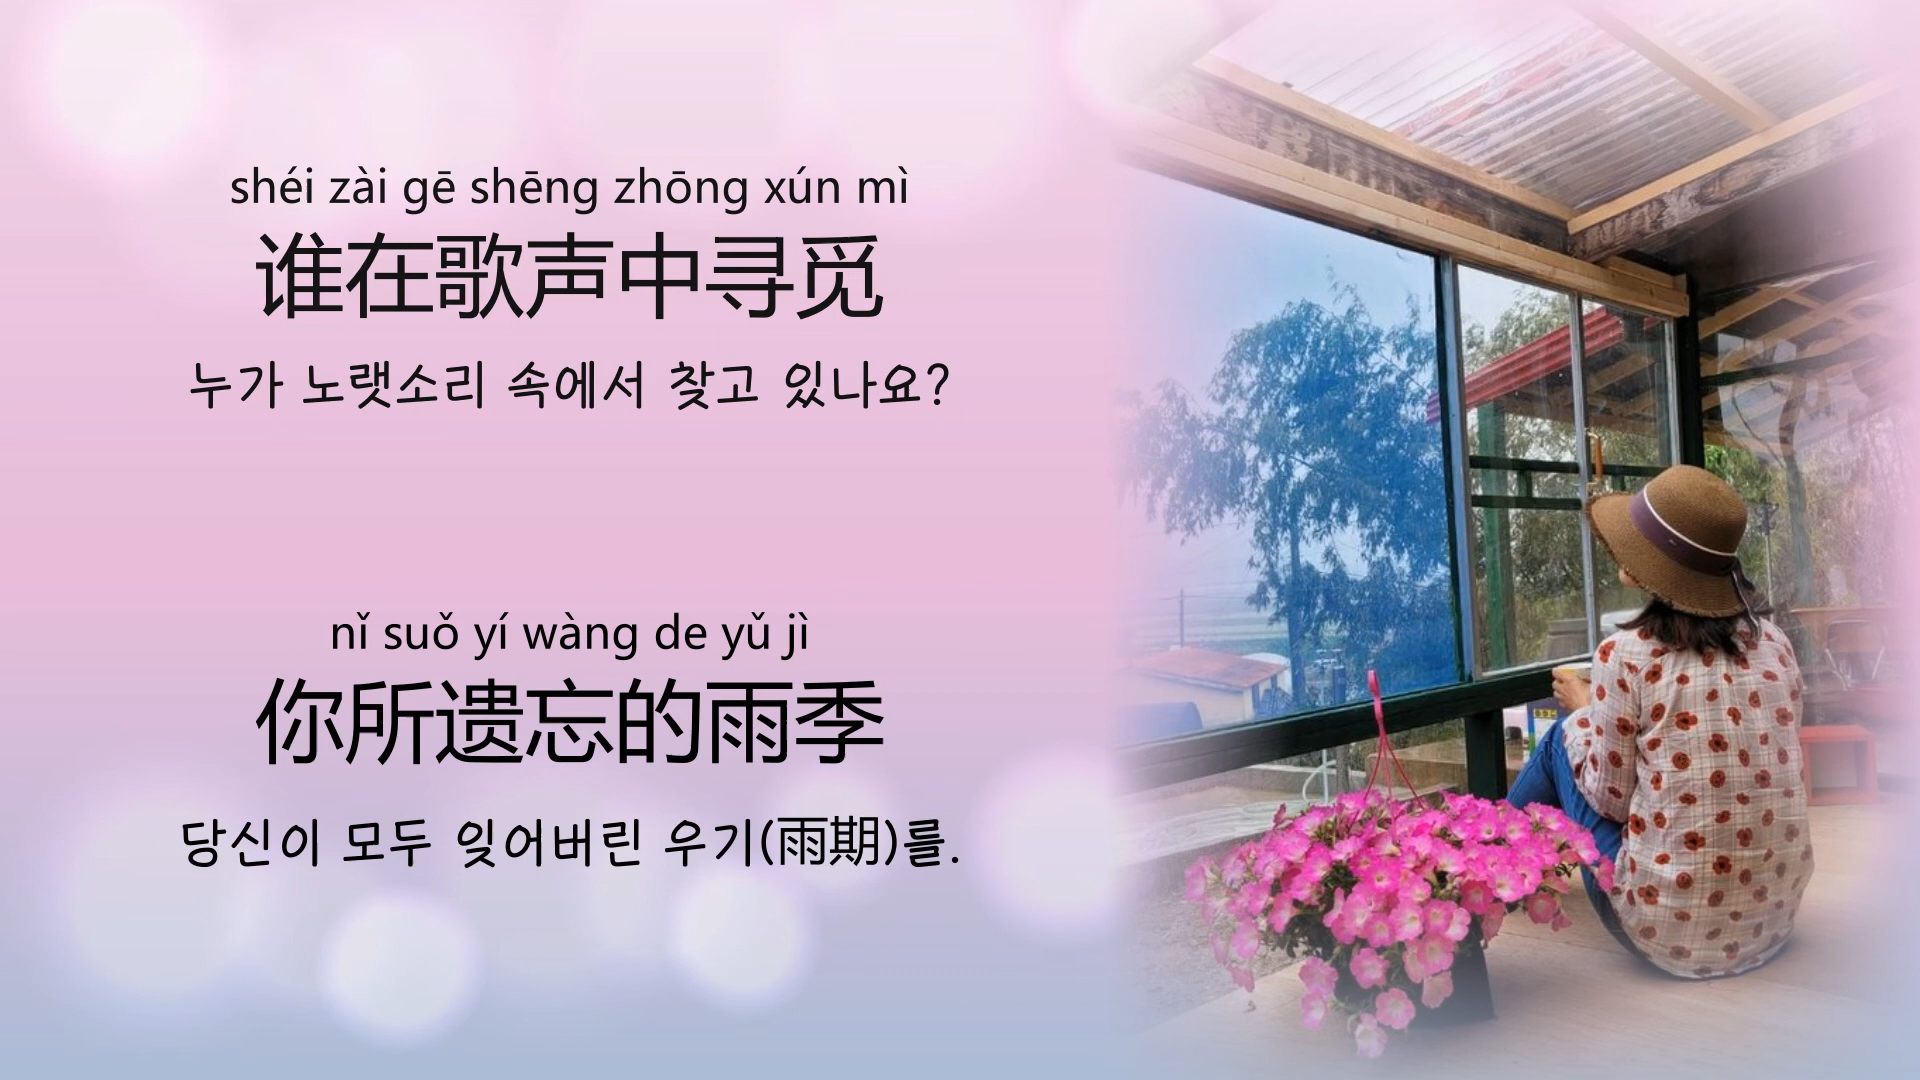 shéi zài gē shēng zhōng xún mì
谁在歌声中寻觅
누가 노랫소리 속에서 찾고 있나요?
nǐ suǒ yí wàng de yǔ jì
你所遗忘的雨季
당신이 모두 잊어버린 우기(雨期)를.